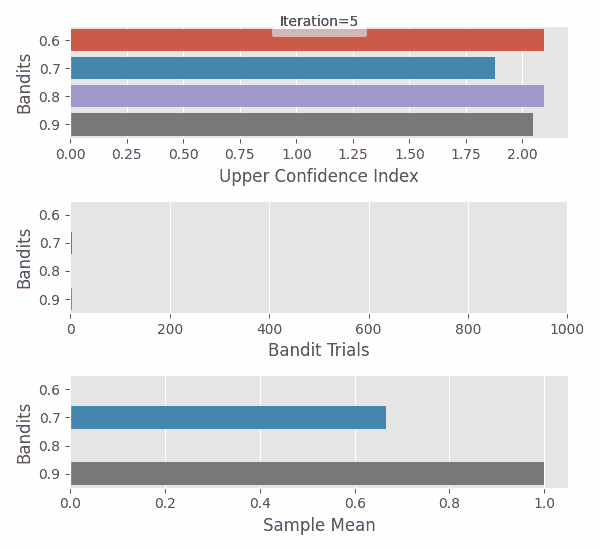 Iteration=5
Bandits
0.6
0.7
0.8
0.9
0.00 0.25 0.50 0.75 1.00 1.25 1.50 1.75 2.00
Upper Confidence Index
Bandits
0.6
0.7
0.8
0.9
0 200 400 600 800 1000
Bandit Trials
Bandits
0.6
0.7
0.8
0.9
0.0 0.2 0.4 0.6 0.8 1.0
Sample Mean